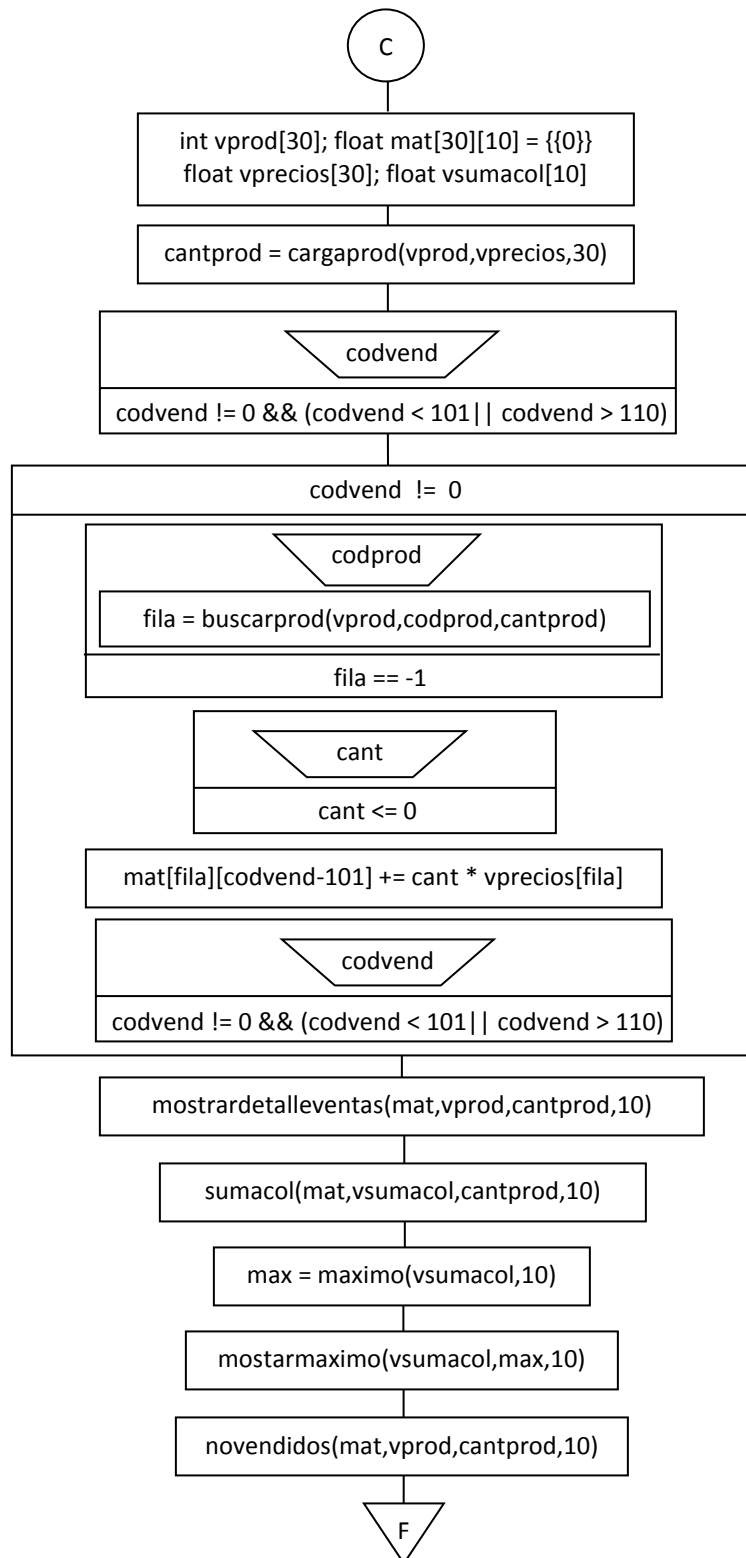 C
int vprod[30]; float mat[30][10] = {{0}}
float vprecios[30]; float vsumacol[10]
cantprod = cargaprod(vprod,vprecios,30)
codvend
codvend != 0 && (codvend < 101|| codvend > 110)
codvend != 0
codprod
fila = buscarprod(vprod,codprod,cantprod)
fila == -1
cant
cant <= 0
mat[fila][codvend-101] += cant * vprecios[fila]
codvend
codvend != 0 && (codvend < 101|| codvend > 110)
mostrardetalleventas(mat,vprod,cantprod,10)
sumacol(mat,vsumacol,cantprod,10)
max = maximo(vsumacol,10)
mostarmaximo(vsumacol,max,10)
novendidos(mat,vprod,cantprod,10)
F